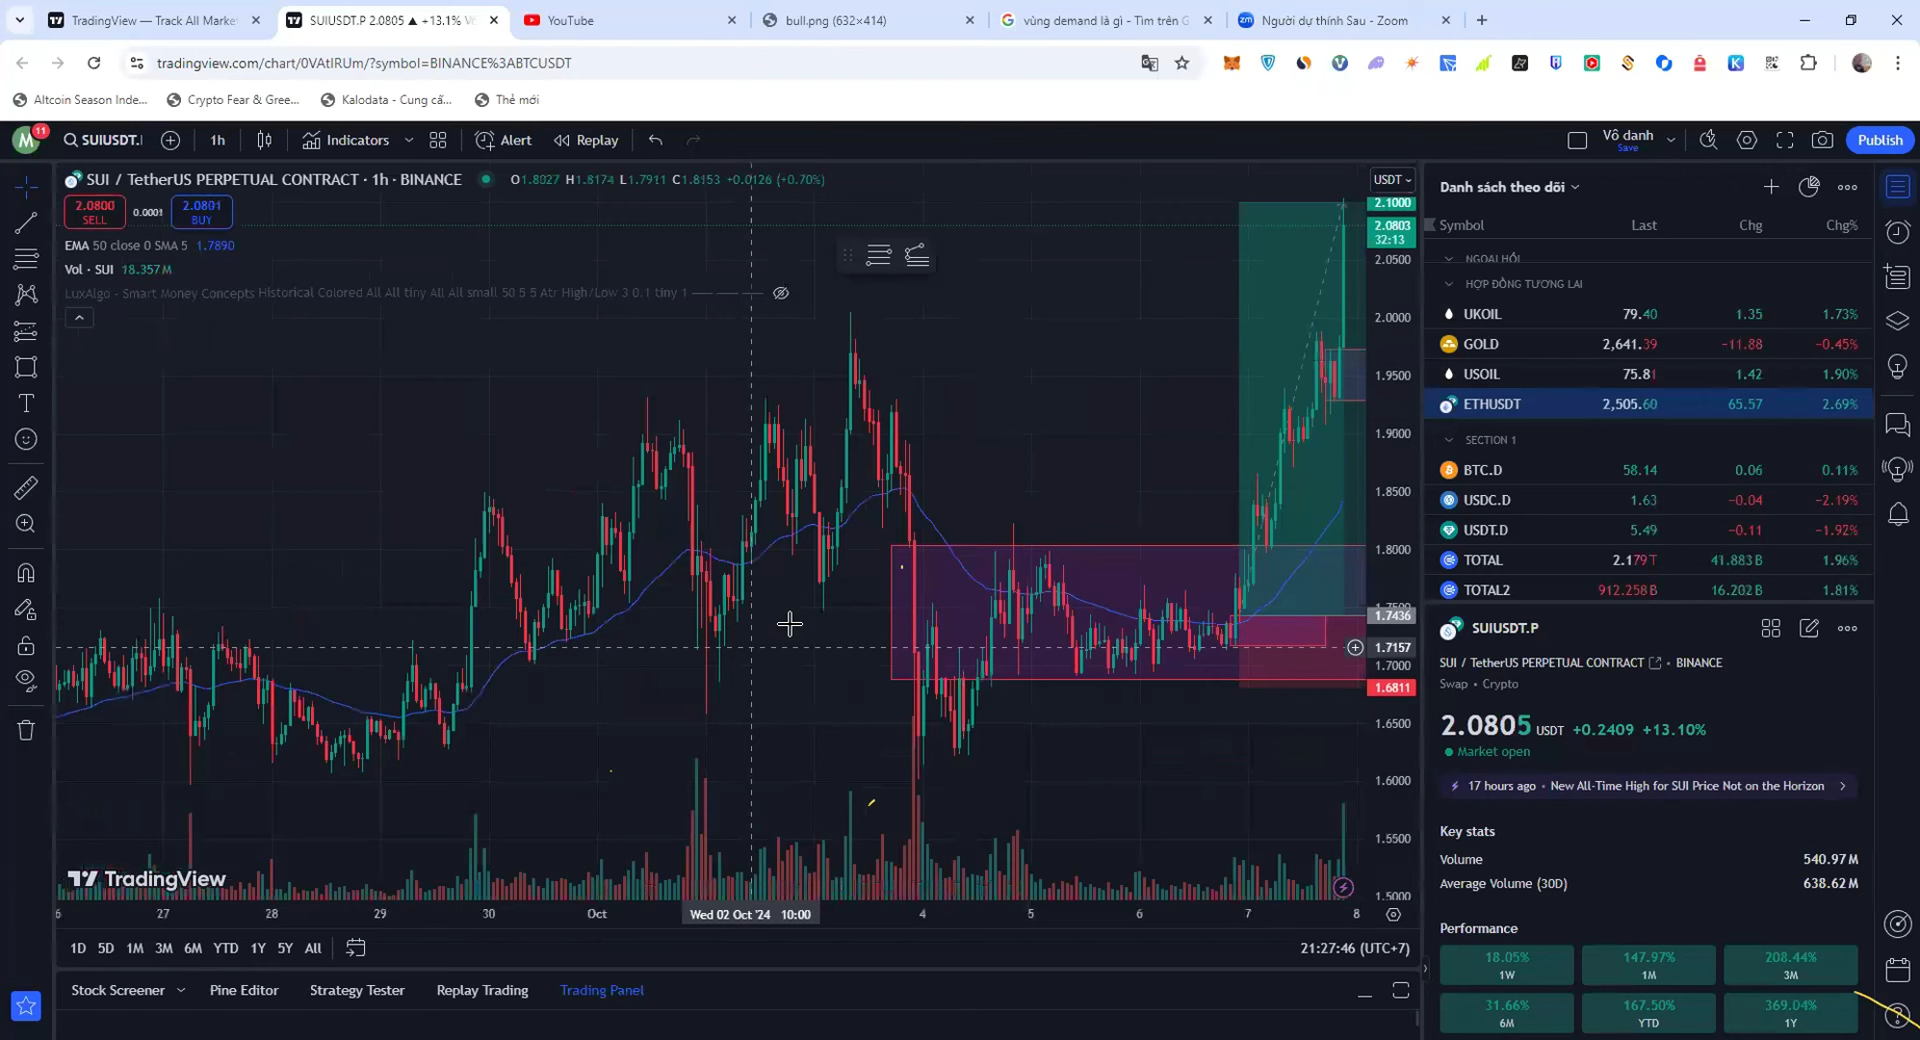 TradingView — Track All Marke
SUIUSDT.P 2.0805 ▲ +13.1% V
YouTube
bull.png (632×414)
vùng demand là gì - Tìm trên G
Người dự thính Sau - Zoom
tradingview.com/chart/0VAtlRUm/?symbol=BINANCE%3ABTCUSDT
Altcoin Season Inde...
Crypto Fear & Gree...
Kalodata - Cung cấ...
Thẻ mới
M
11
SUIUSDT.
1h
Indicators
Alert
Replay
Vô danh
Save
Publish
SUI / TetherUS PERPETUAL CONTRACT · 1h · BINANCE
O1.8027 H1.8174 L1.7911 C1.8153 +0.0126 (+0.70%)
2.0800
SELL
0.0001
2.0801
BUY
EMA 50 close 0 SMA 5 1.7890
Vol · SUI 18.357M
LuxAlgo - Smart Money Concepts Historical Colored All All tiny All All small 50 5 5 Atr High/Low 3 0.1 tiny 1
USDT
2.1000
2.0803
32:13
2.0500
2.0000
1.9500
1.9000
1.8500
1.8000
1.7500
1.7436
1.7157
1.7000
1.6811
1.6500
1.6000
1.5500
1.5000
TradingView
6
27
28
29
30
Oct
Wed 02 Oct '24 10:00
4
5
6
7
8
1D
5D
1M
3M
6M
YTD
1Y
5Y
All
21:27:46 (UTC+7)
Stock Screener
Pine Editor
Strategy Tester
Replay Trading
Trading Panel
Danh sách theo dõi
Symbol Last Chg Chg%
NGOẠI HỐI
HỢP ĐỒNG TƯƠNG LAI
UKOIL 79.40 1.35 1.73%
GOLD 2,641.39 −11.88 −0.45%
USOIL 75.81 1.42 1.90%
ETHUSDT 2,505.60 65.57 2.69%
SECTION 1
BTC.D 58.14 0.06 0.11%
USDC.D 1.63 −0.04 −2.19%
USDT.D 5.49 −0.11 −1.92%
TOTAL 2.179T 41.883B 1.96%
TOTAL2 912.258B 16.202B 1.81%
SUIUSDT.P
SUI / TetherUS PERPETUAL CONTRACT · BINANCE
Swap · Crypto
2.0805 USDT +0.2409 +13.10%
Market open
17 hours ago · New All-Time High for SUI Price Not on the Horizon
Key stats
Volume 540.97M
Average Volume (30D) 638.62M
Performance
18.05% 147.97% 208.44%
1W 1M 3M
31.66% 167.50% 369.04%
6M YTD 1Y